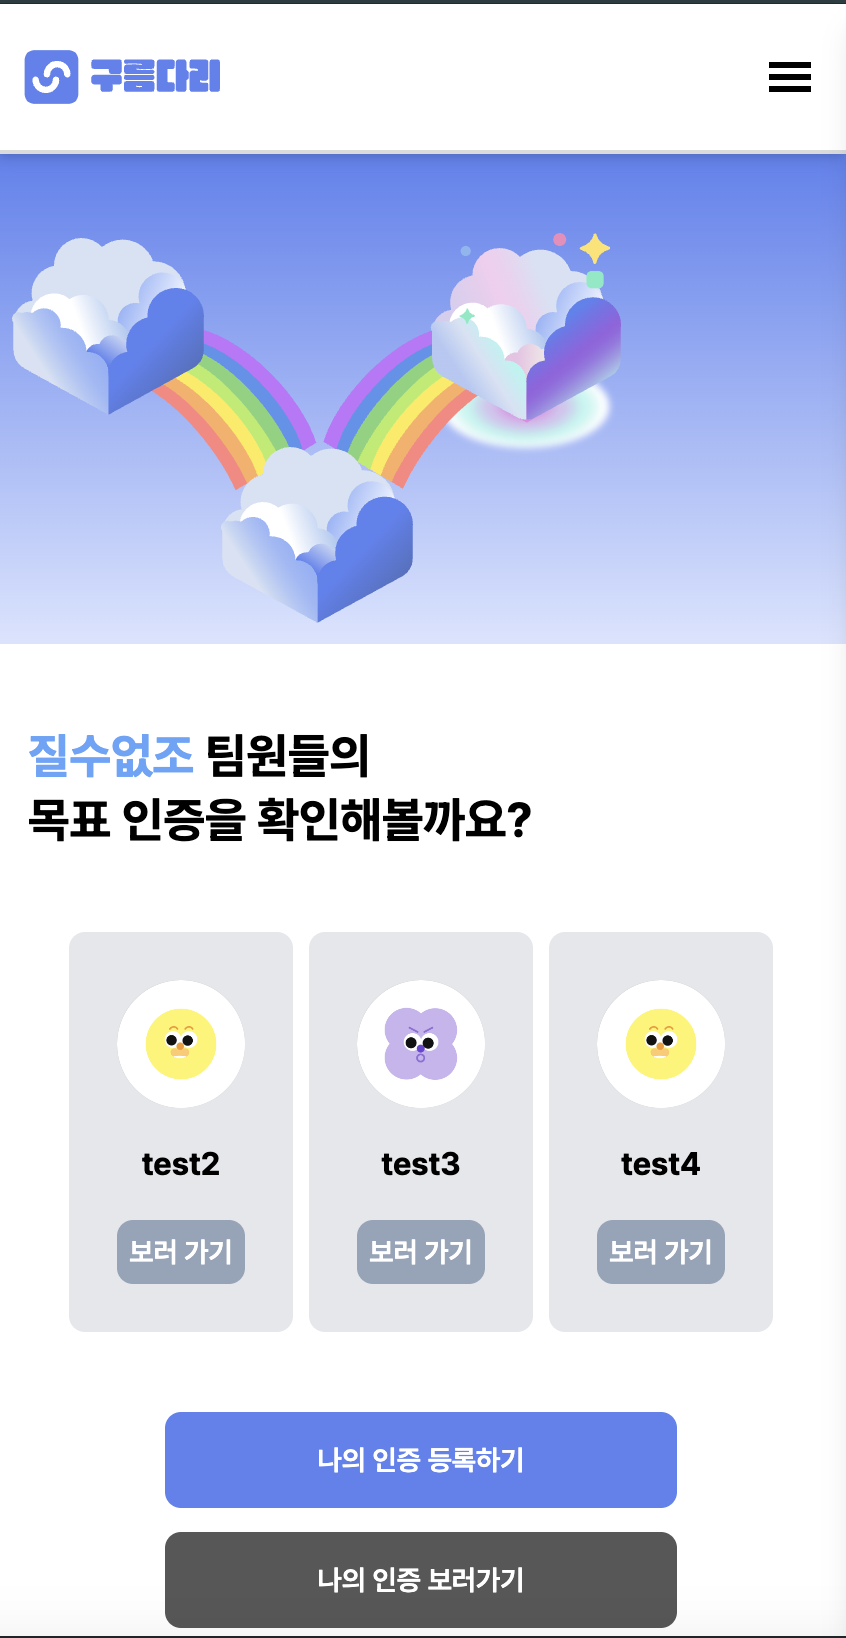 구름다리
질수없조 팀원들의
목표 인증을 확인해볼까요?
test2
test3
test4
보러 가기
보러 가기
보러 가기
나의 인증 등록하기
나의 인증 보러가기